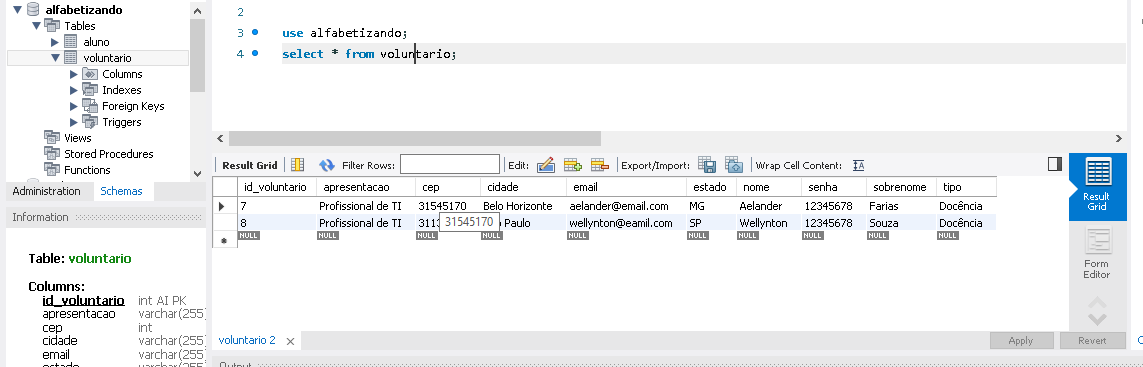 alfabetizando
Tables
aluno
voluntario
Columns
Indexes
Foreign Keys
Triggers
Views
Stored Procedures
Functions
Administration Schemas
Information
Table: voluntario
Columns:
id_voluntario int AI PK
apresentacao varchar(255)
cep int
cidade varchar(255)
email varchar(255)
estado varchar(255)
2
3 use alfabetizando;
4 select * from voluntario;
Result Grid Filter Rows: Edit: Export/Import: Wrap Cell Content: IA
id_voluntario apresentacao cep cidade email estado nome senha sobrenome tipo
7 Profissional de TI 31545170 Belo Horizonte aelander@email.com MG Aelander 12345678 Farias Docência
8 Profissional de TI 3113 Paulo wellynton@eamil.com SP Wellynton 12345678 Souza Docência
31545170
NULL NULL NULL NULL NULL NULL NULL NULL NULL NULL
Result Grid
Form Editor
voluntario 2
Apply Revert
Output